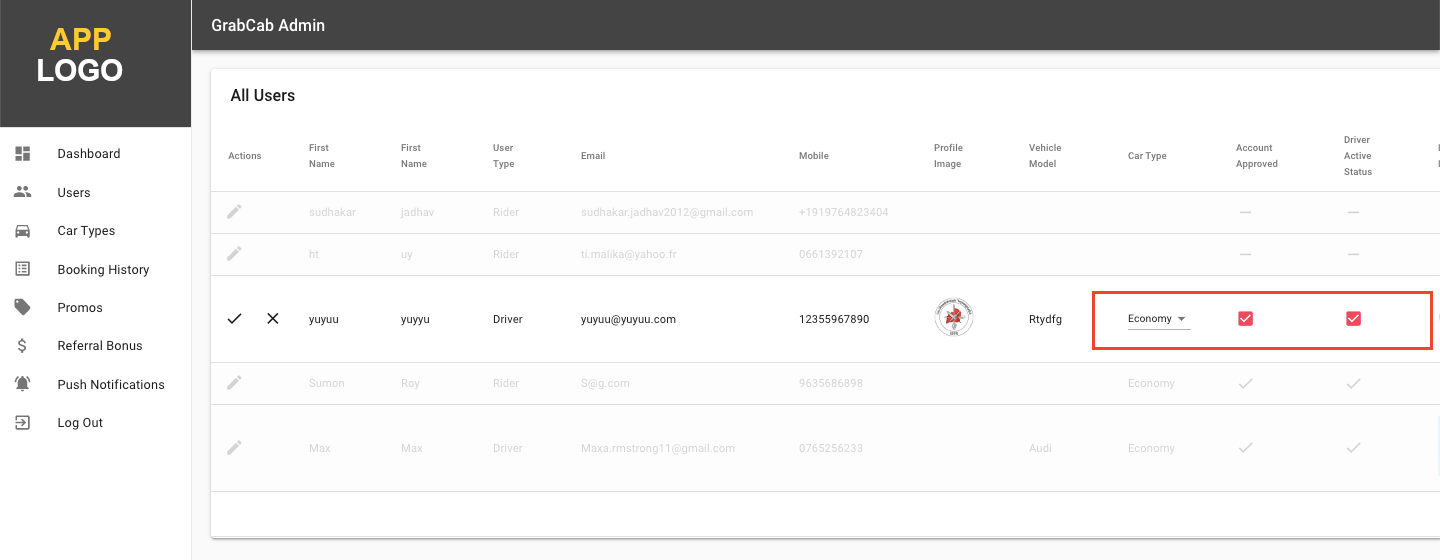 APP
LOGO
GrabCab Admin
Dashboard
Users
Car Types
Booking History
Promos
Referral Bonus
Push Notifications
Log Out
All Users
Actions First Name First Name User Type Email Mobile Profile Image Vehicle Model Car Type Account Approved Driver Active Status
sudhakar jadhav Rider sudhakar.jadhav2012@gmail.com +1919764823404
ht uy Rider ti.malika@yahoo.fr 0661392107
yuyuu yuyyu Driver yuyuu@yuyuu.com 12355967890 Rtydfg Economy
Sumon Roy Rider S@g.com 9635686898 Economy
Max Max Driver Maxa.rmstrong11@gmail.com 0765256233 Audi Economy